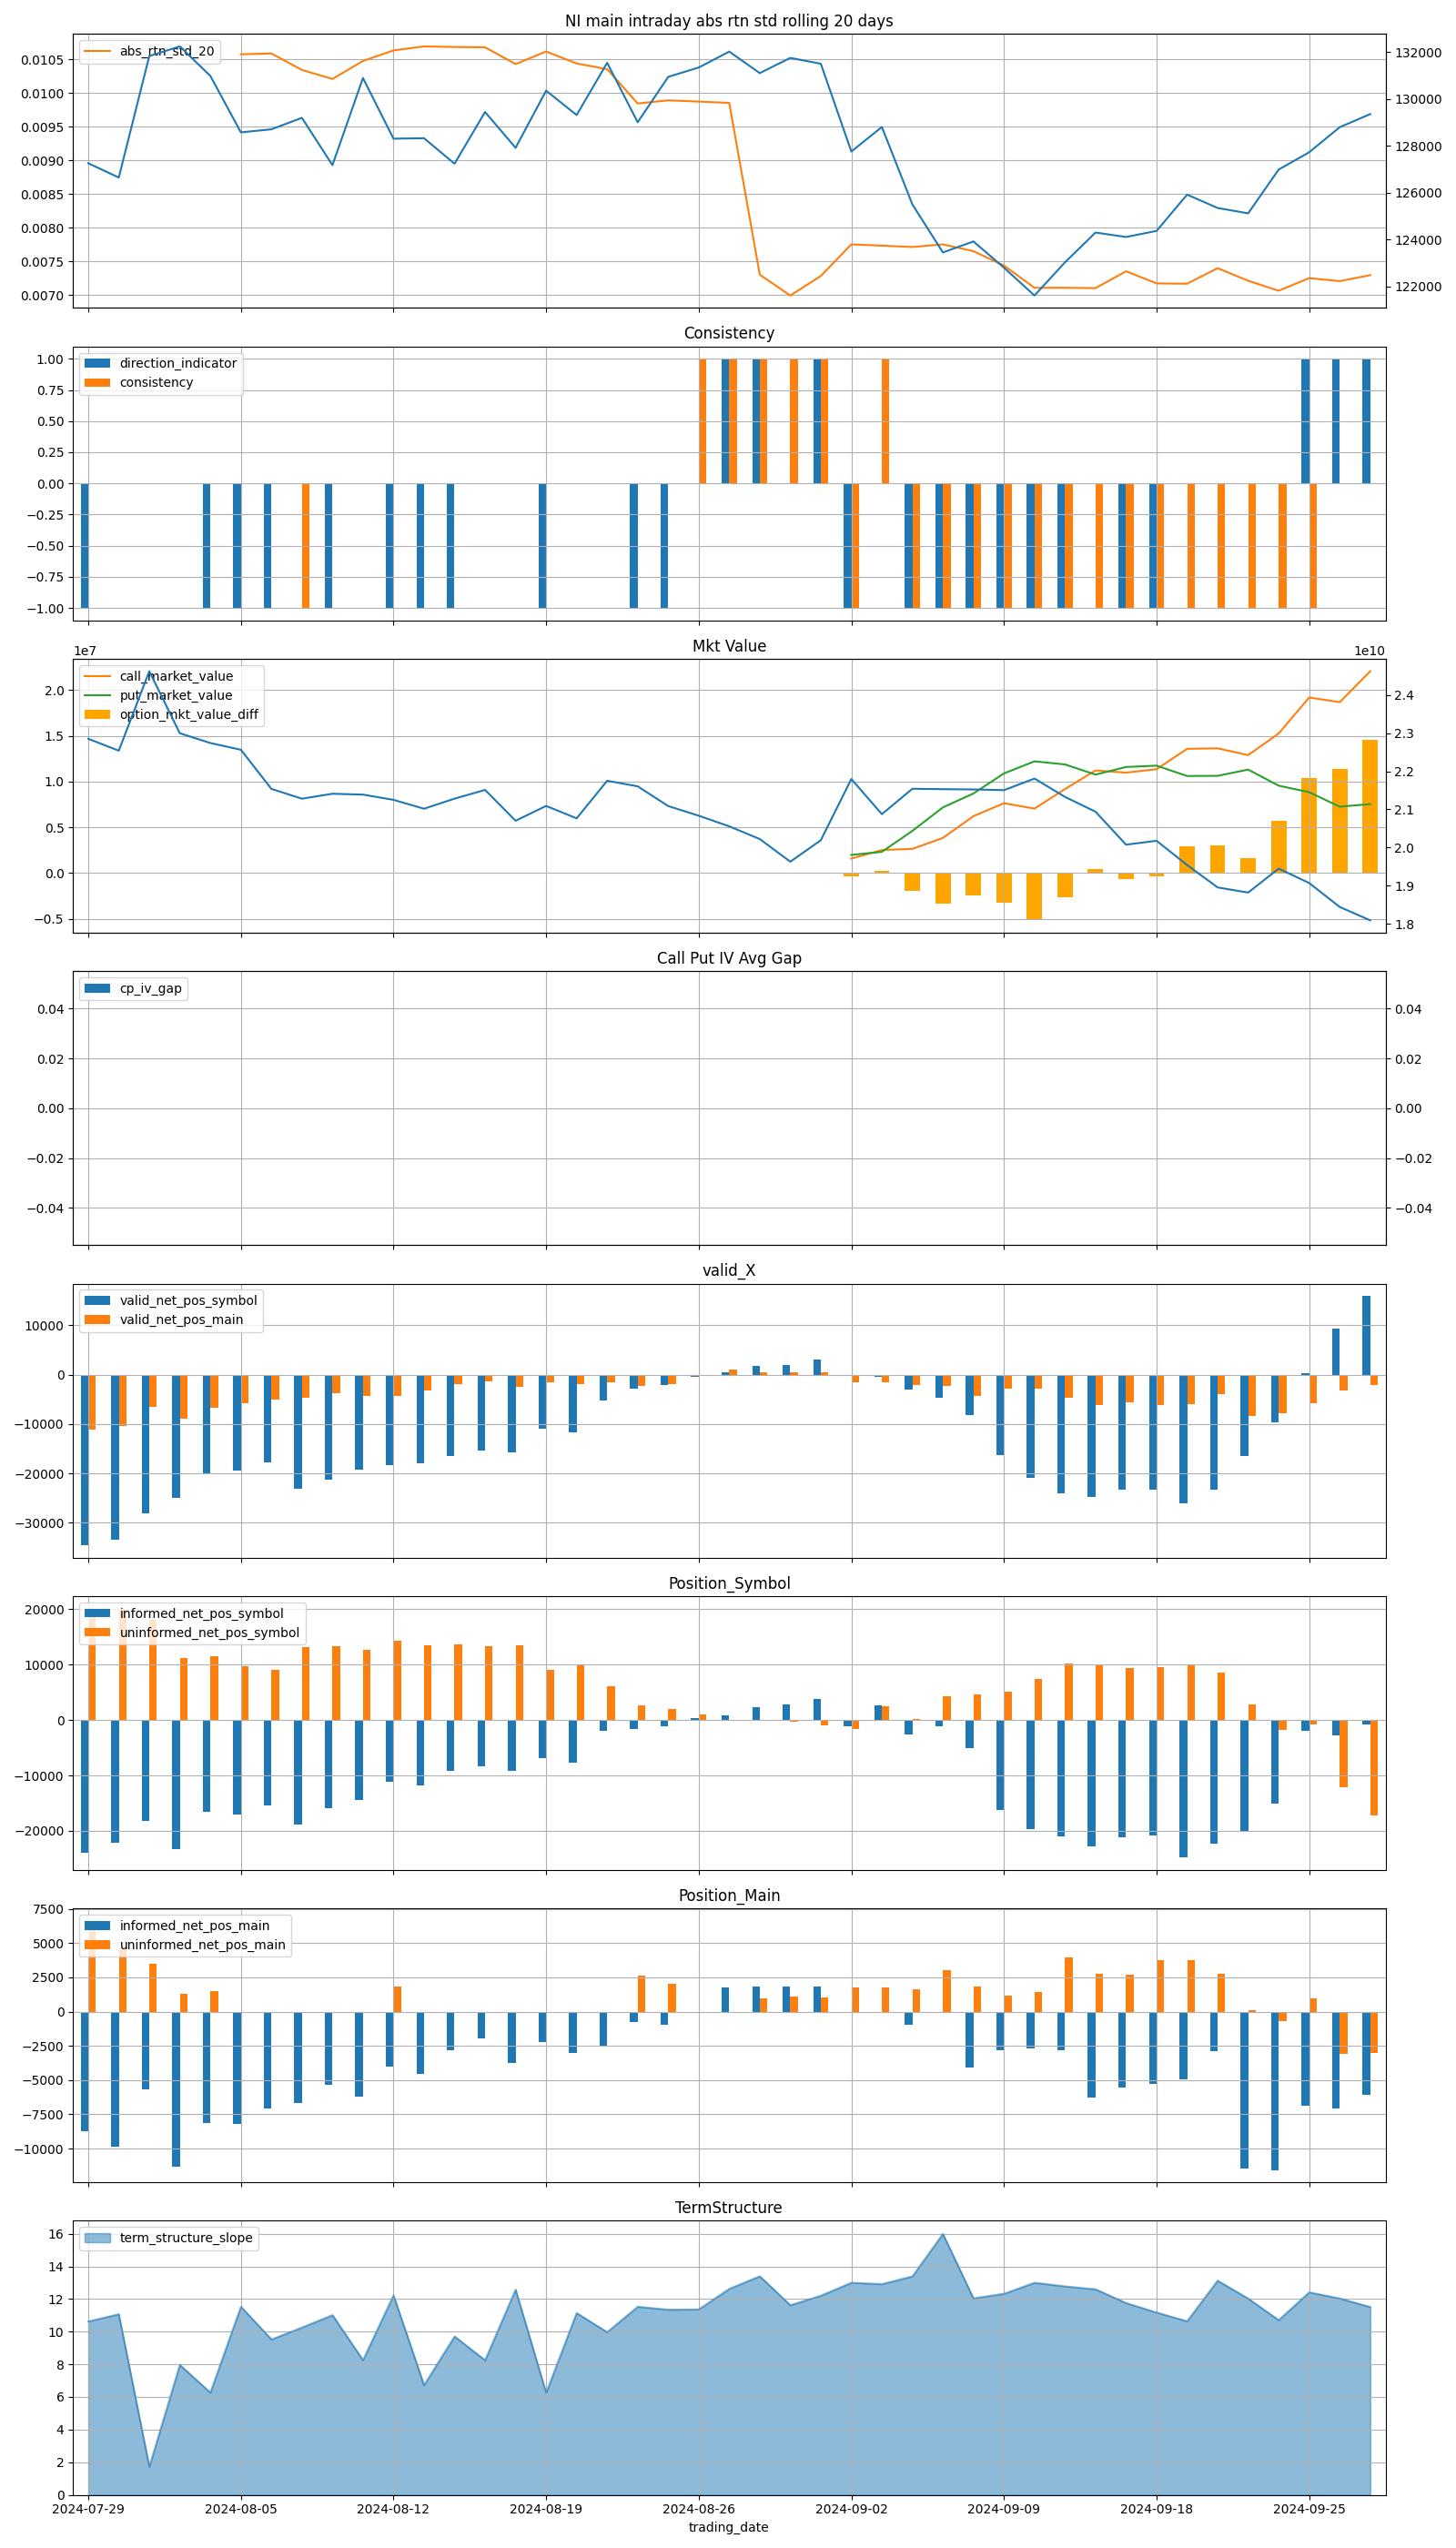 NI main intraday abs rtn std rolling 20 days
abs_rtn_std_20
0.0105
0.0100
0.0095
0.0090
0.0085
0.0080
0.0075
0.0070
132000
130000
128000
126000
124000
122000
Consistency
direction_indicator
consistency
1.00
0.75
0.50
0.25
0.00
−0.25
−0.50
−0.75
−1.00
Mkt Value
1e7
1e10
call_market_value
put_market_value
option_mkt_value_diff
2.0
1.5
1.0
0.5
0.0
−0.5
2.4
2.3
2.2
2.1
2.0
1.9
1.8
Call Put IV Avg Gap
cp_iv_gap
0.04
0.02
0.00
−0.02
−0.04
0.04
0.02
0.00
−0.02
−0.04
valid_X
valid_net_pos_symbol
valid_net_pos_main
10000
0
−10000
−20000
−30000
Position_Symbol
informed_net_pos_symbol
uninformed_net_pos_symbol
20000
10000
0
−10000
−20000
Position_Main
informed_net_pos_main
uninformed_net_pos_main
7500
5000
2500
0
−2500
−5000
−7500
−10000
TermStructure
term_structure_slope
16
14
12
10
8
6
4
2
0
2024-07-29 2024-08-05 2024-08-12 2024-08-19 2024-08-26 2024-09-02 2024-09-09 2024-09-18 2024-09-25
trading_date